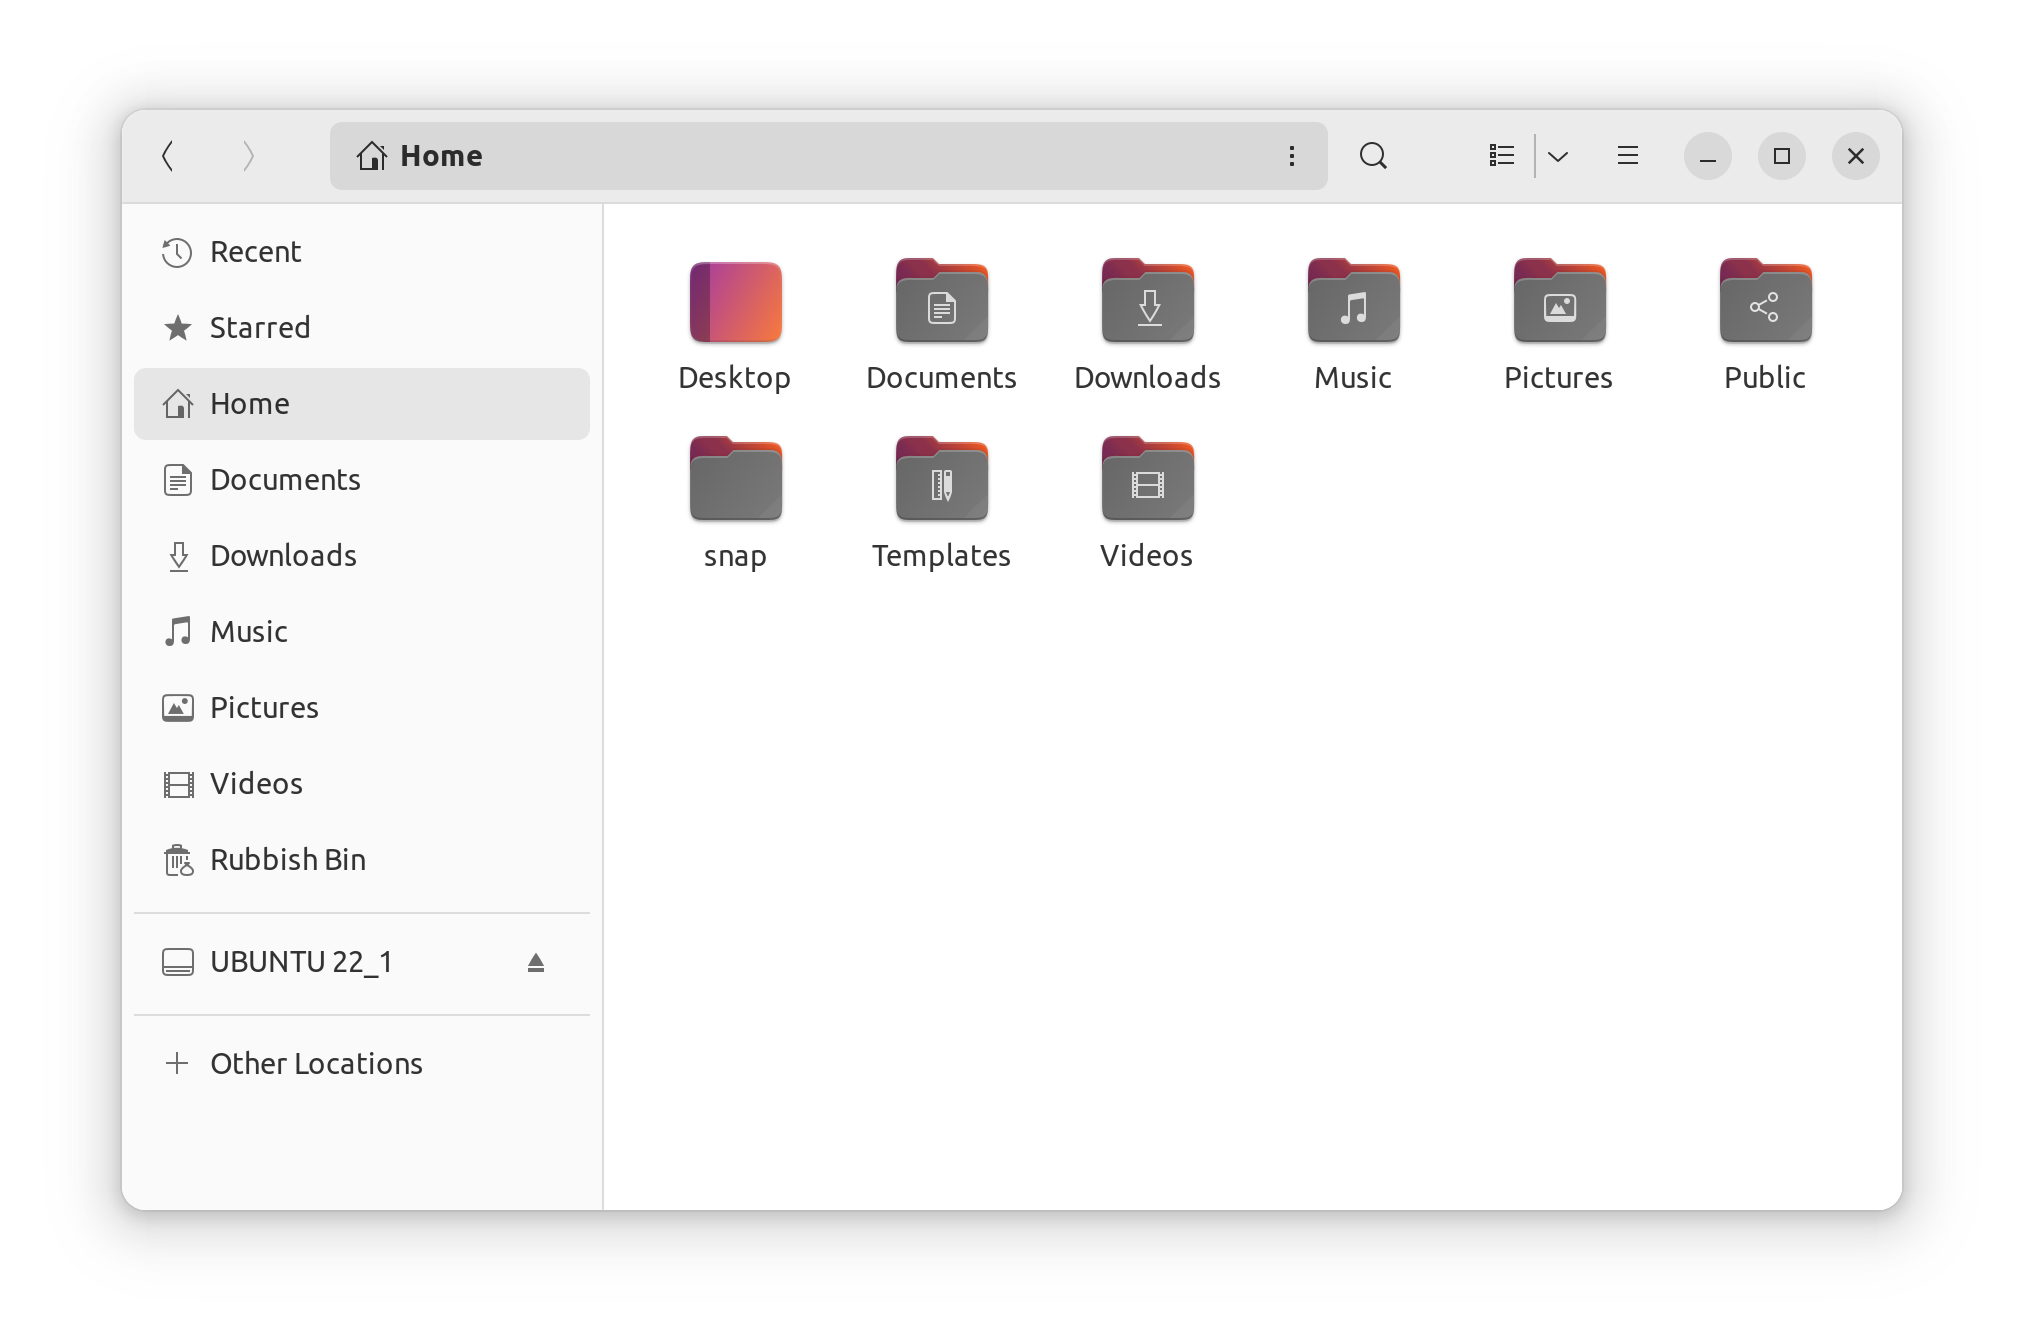 Home
Recent
Starred
Home
Documents
Downloads
Music
Pictures
Videos
Rubbish Bin
UBUNTU 22_1
Other Locations
Desktop
Documents
Downloads
Music
Pictures
Public
snap
Templates
Videos